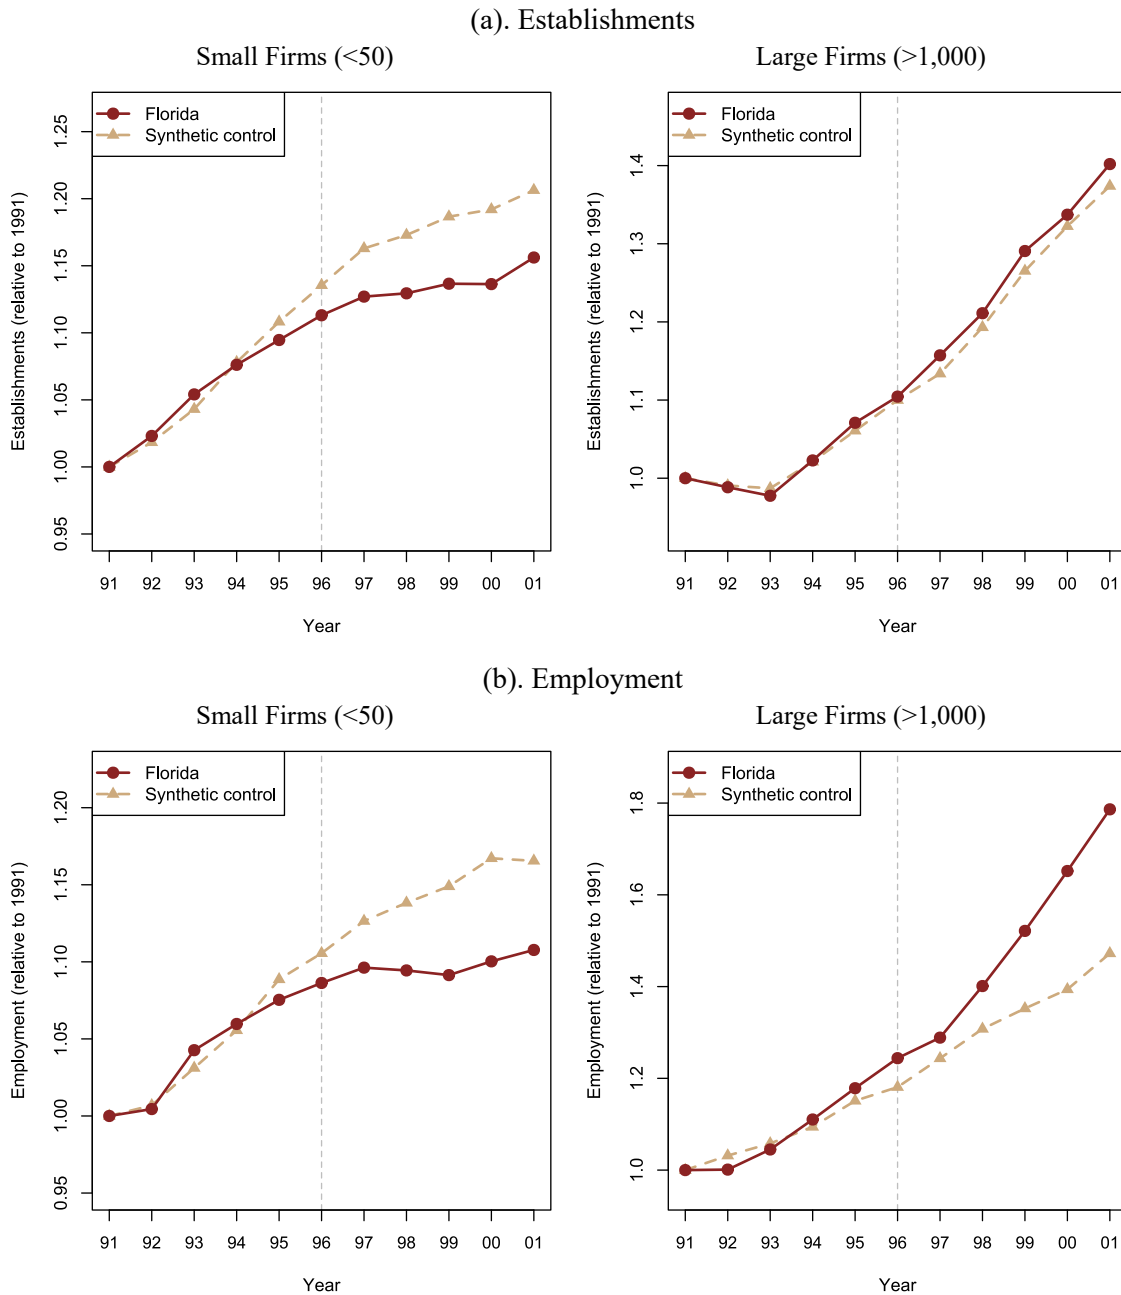 (a). Establishments
Small Firms (<50)
Large Firms (>1,000)
Florida
Synthetic control
Establishments (relative to 1991)
0.95 1.00 1.05 1.10 1.15 1.20 1.25
91 92 93 94 95 96 97 98 99 00 01
Year
Florida
Synthetic control
Establishments (relative to 1991)
1.0 1.1 1.2 1.3 1.4
91 92 93 94 95 96 97 98 99 00 01
Year
(b). Employment
Small Firms (<50)
Large Firms (>1,000)
Florida
Synthetic control
Employment (relative to 1991)
0.95 1.00 1.05 1.10 1.15 1.20
91 92 93 94 95 96 97 98 99 00 01
Year
Florida
Synthetic control
Employment (relative to 1991)
1.0 1.2 1.4 1.6 1.8
91 92 93 94 95 96 97 98 99 00 01
Year